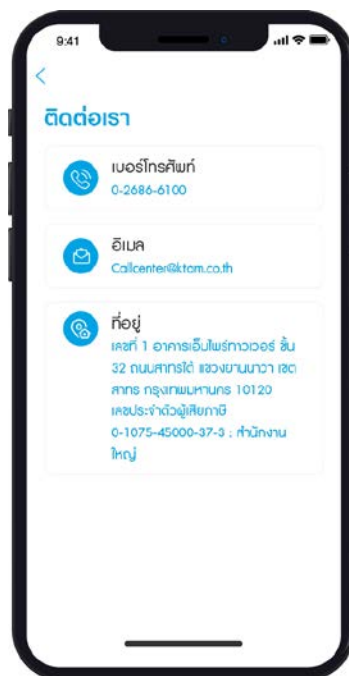 9:41
ติดต่อเรา
เบอร์โทรศัพท์
0-2686-6100
อีเมล
Callcenter@ktam.co.th
ที่อยู่
เลขที่ 1 อาคารเอ็มไพร์ทาวเวอร์ ชั้น
32 ถนนสาทรใต้ แขวงยานนาวา เขต
สาทร กรุงเทพมหานคร 10120
เลขประจำตัวผู้เสียภาษี
0-1075-45000-37-3 : สำนักงาน
ใหญ่